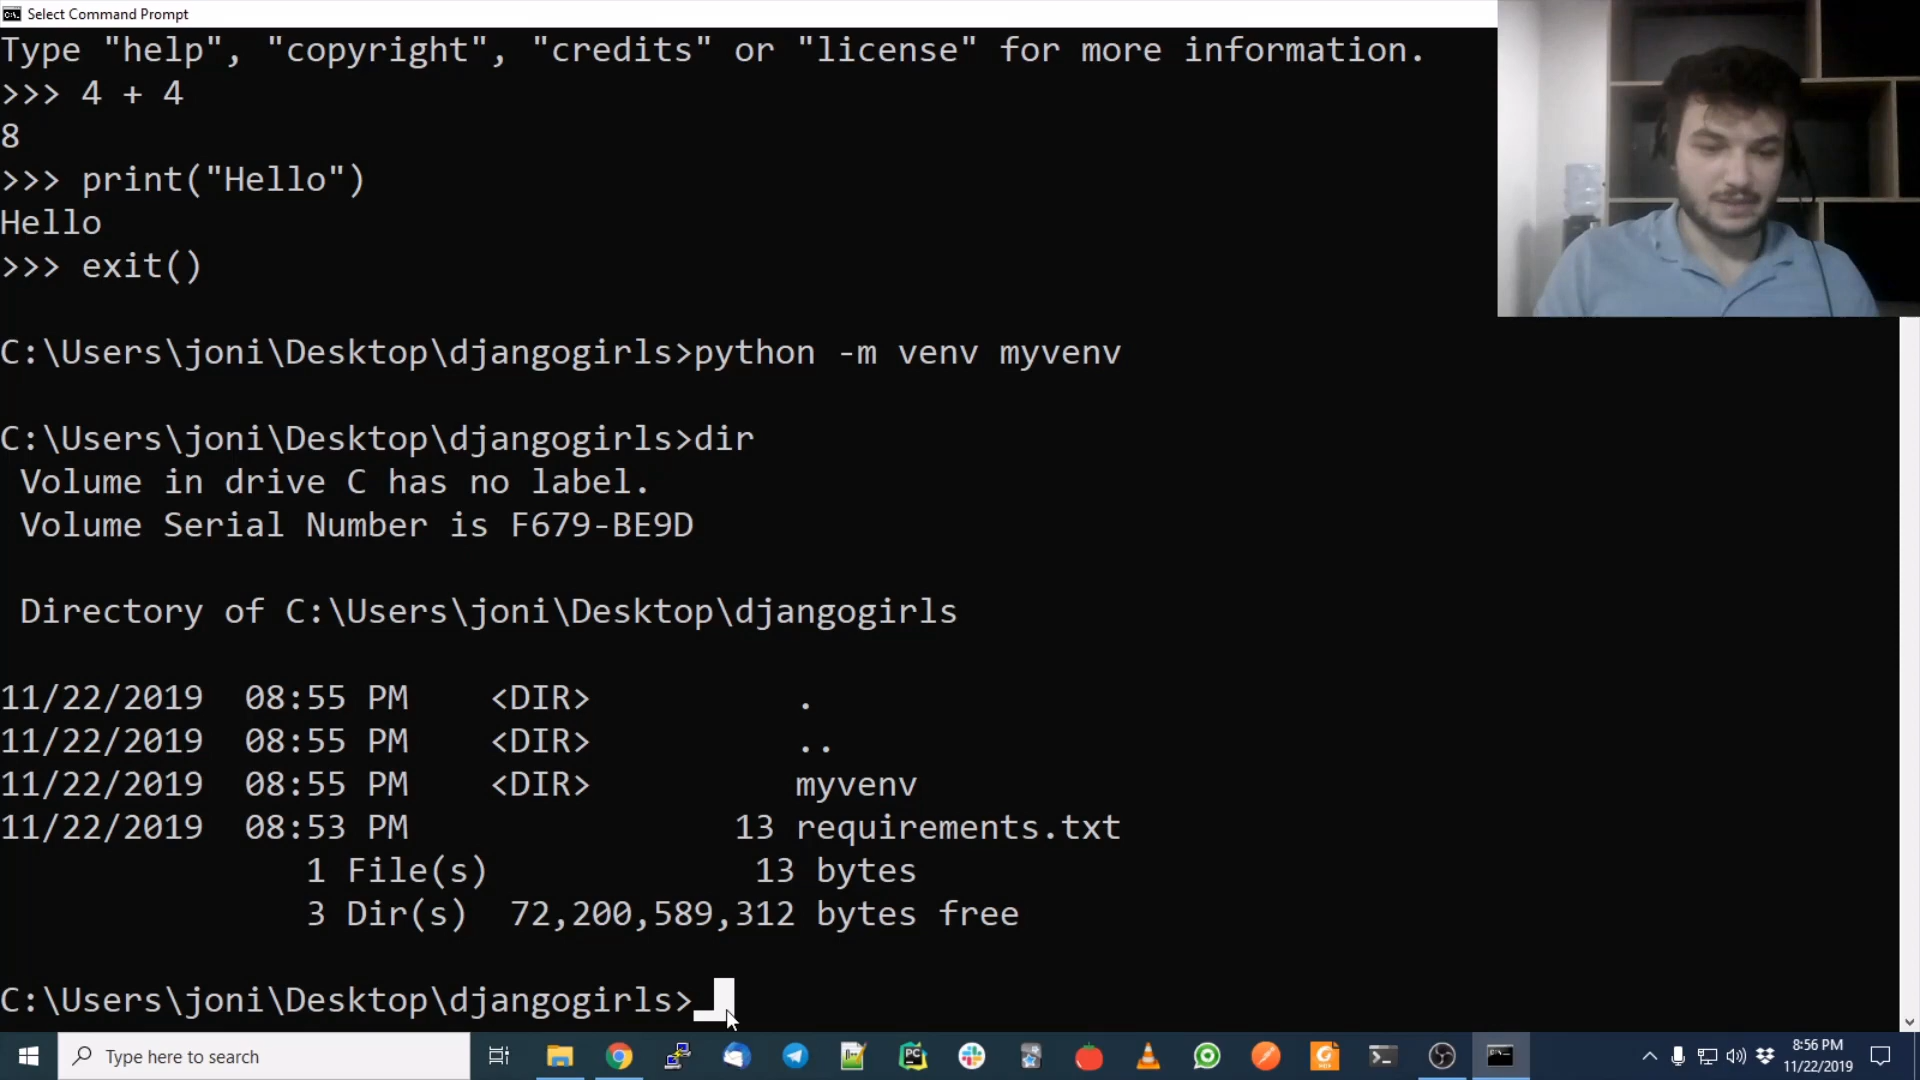 Select Command Prompt
Type "help", "copyright", "credits" or "license" for more information.
>>> 4 + 4
8
>>> print("Hello")
Hello
>>> exit()
C:\Users\joni\Desktop\djangogirls>python -m venv myvenv
C:\Users\joni\Desktop\djangogirls>dir
Volume in drive C has no label.
Volume Serial Number is F679-BE9D
Directory of C:\Users\joni\Desktop\djangogirls
11/22/2019 08:55 PM <DIR> .
11/22/2019 08:55 PM <DIR> ..
11/22/2019 08:55 PM <DIR> myvenv
11/22/2019 08:53 PM 13 requirements.txt
1 File(s) 13 bytes
3 Dir(s) 72,200,589,312 bytes free
C:\Users\joni\Desktop\djangogirls>
Type here to search
8:56 PM
11/22/2019